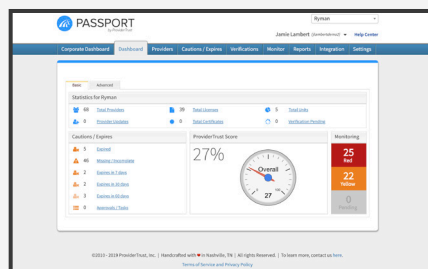 PASSPORT
by ProviderTrust
Ryman
Jamie Lambert
Help Center
Corporate Dashboard Dashboard Providers Cautions / Expires Verifications Monitor Reports Integration Settings
Basic Advanced
Statistics for Ryman
68 Total Providers 39 Total Licenses 5 Total Units
0 Provider Updates 0 Total Certificates 0 Verification Pending
Cautions / Expires ProviderTrust Score Monitoring
3 Expired
46 Missing / Incomplete
2 Expires in 7 days
2 Expires in 30 days
3 Expires in 60 days
0 Approvals / Tasks
27%
Overall
27
25
Red
22
Yellow
0
Pending
©2013 - 2019 ProviderTrust, Inc. | Handcrafted with ❤ in Nashville, TN | All Rights Reserved. | To learn more, contact us here.
Terms of Service and Privacy Policy